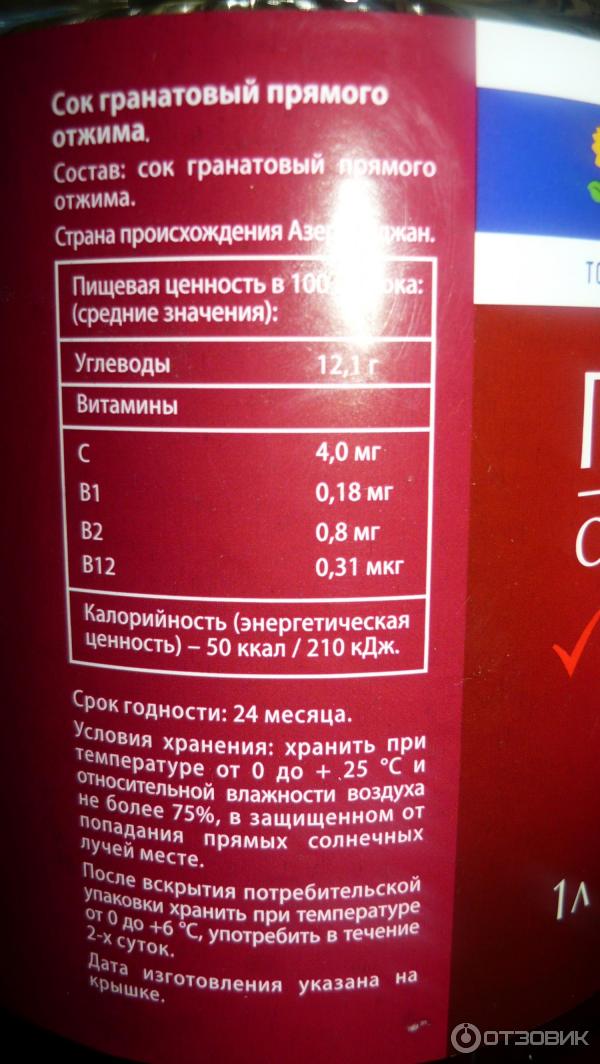 Сок гранатовый прямого
отжима.
Состав: сок гранатовый прямого
отжима.
Страна происхождения Азербайджан.
Пищевая ценность в 100 сока:
(средние значения):
Углеводы 12,1 г
Витамины
С 4,0 мг
В1 0,18 мг
В2 0,8 мг
В12 0,31 мкг
Калорийность (энергетическая
ценность) – 50 ккал / 210 кДж.
Срок годности: 24 месяца.
Условия хранения: хранить при
температуре от 0 до + 25 °С и
относительной влажности воздуха
не более 75%, в защищенном от
попадания прямых солнечных
лучей месте.
После вскрытия потребительской
упаковки хранить при температуре
от 0 до +6 °С, употребить в течение
2-х суток.
Дата изготовления указана на
крышке.
1л
ОТЗОВИК